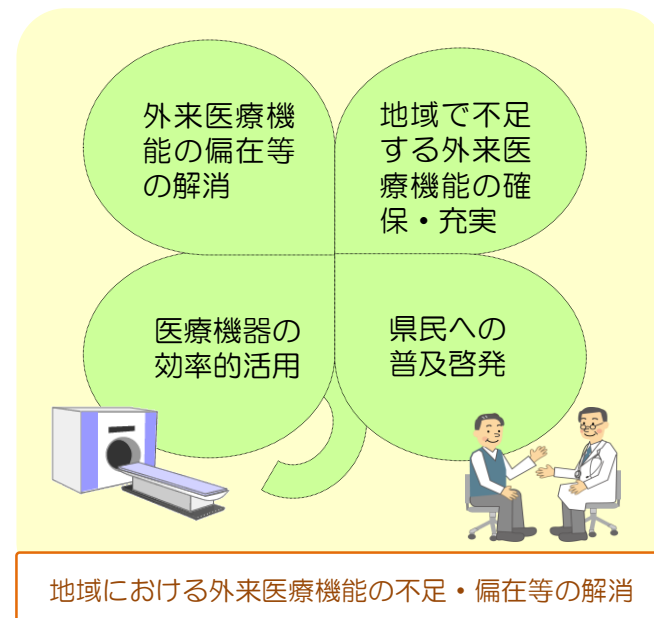 外来医療機
能の偏在等
の解消
地域で不足
する外来医
療機能の確
保・充実
医療機器の
効率的活用
県民への
普及啓発
地域における外来医療機能の不足・偏在等の解消